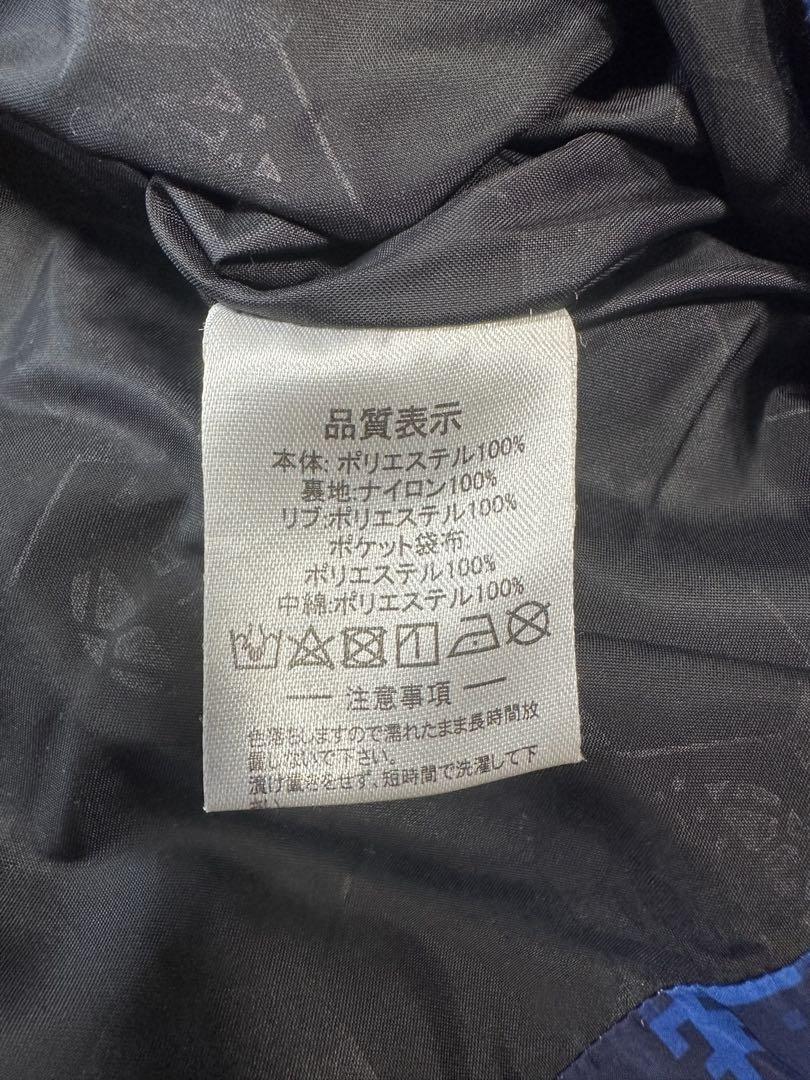 品質表示
本体:ポリエステル100%
裏地:ナイロン100%
リブ:ポリエステル100%
ポケット袋布:
ポリエステル100%
中綿:ポリエステル100%
注意事項
色落ちしますので濡れたまま長時間放
置しないで下さい。
漬け置きをせず、短時間で洗濯して下
さい